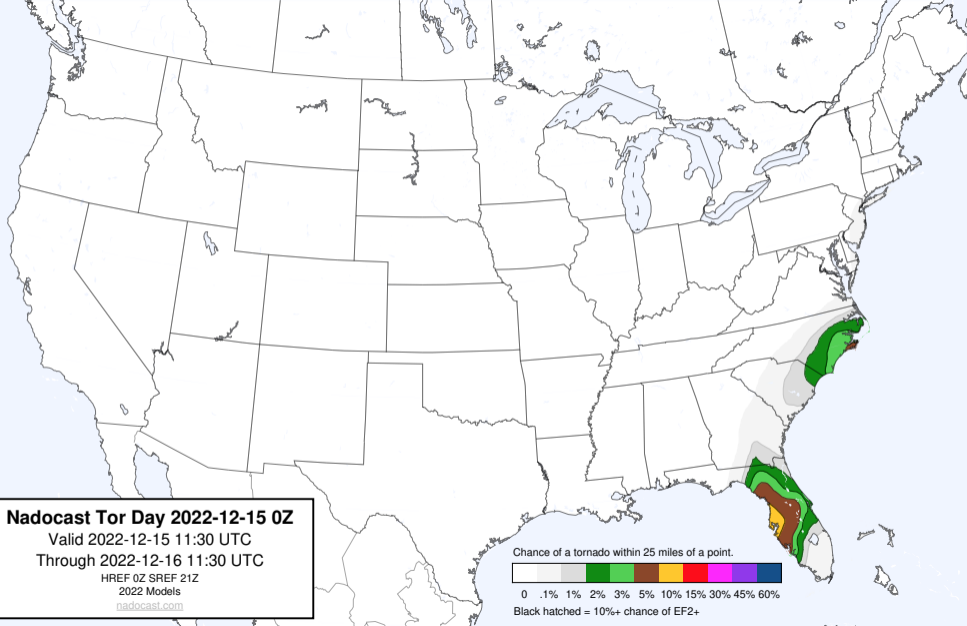 Nadocast Tor Day 2022-12-15 0Z
Valid 2022-12-15 11:30 UTC
Through 2022-12-16 11:30 UTC
HREF 0Z SREF 21Z
2022 Models
nadocast.com
Chance of a tornado within 25 miles of a point.
0 .1% 1% 2% 3% 5% 10% 15% 30% 45% 60%
Black hatched = 10%+ chance of EF2+